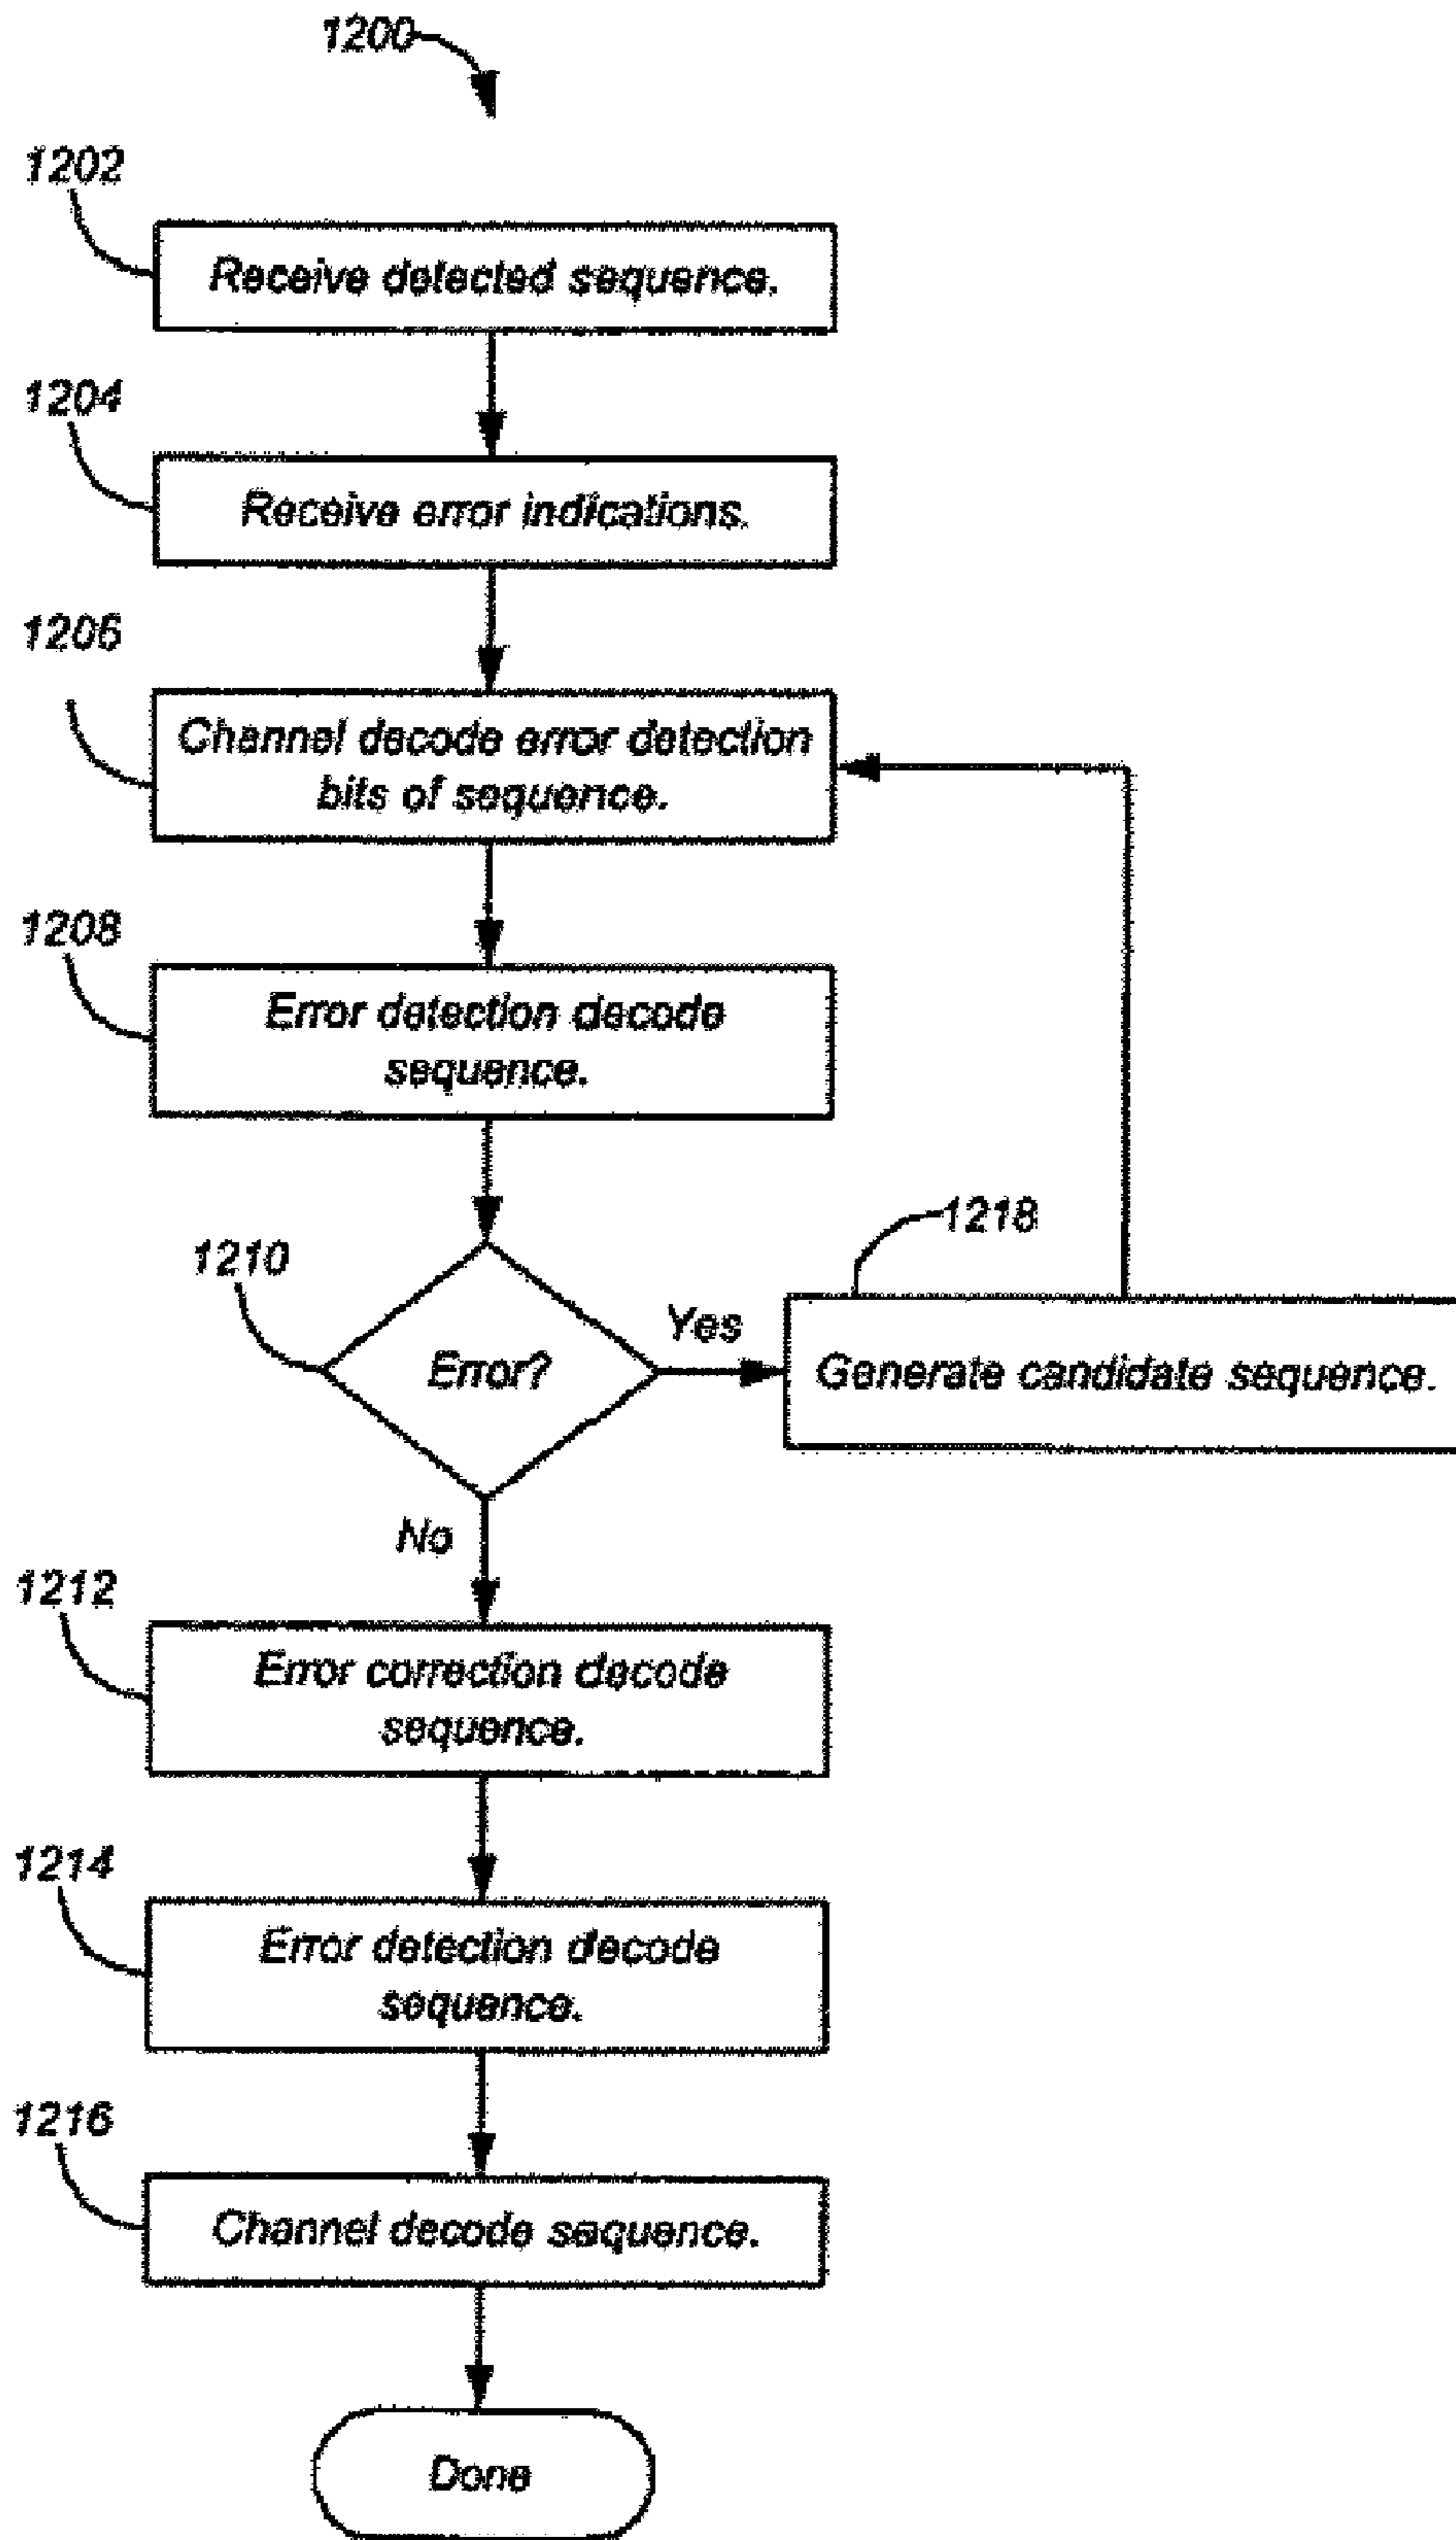 1200
1202
Receive detected sequence.
1204
Receive error indications.
1206
Channel decode error detection
bits of sequence.
1208
Error detection decode
sequence.
1210
Error?
Yes
1218
Generate candidate sequence.
No
1212
Error correction decode
sequence.
1214
Error detection decode
sequence.
1216
Channel decode sequence.
Done